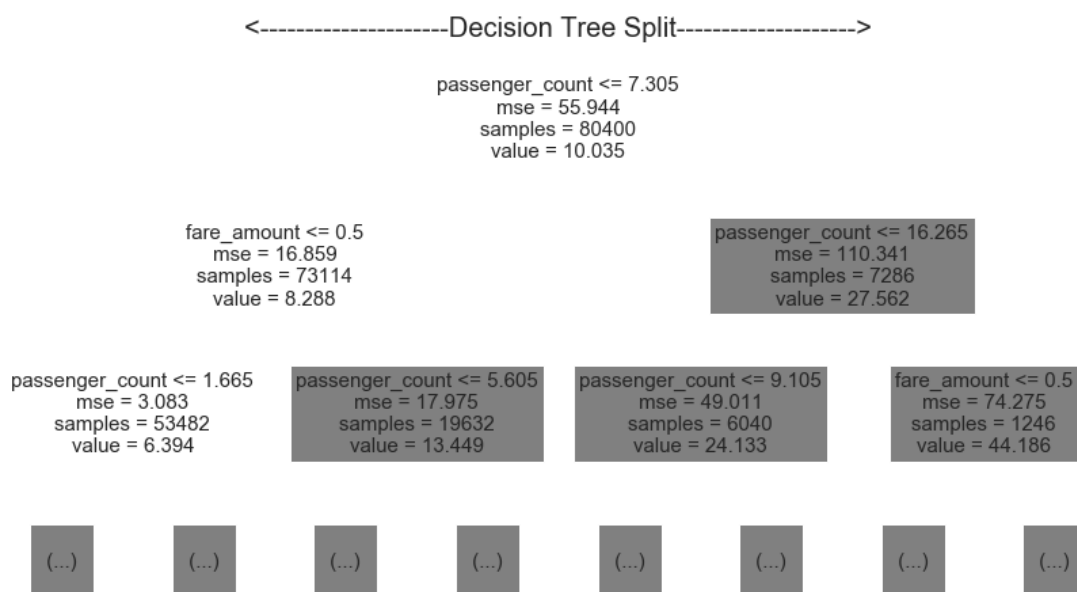 <---------------------Decision Tree Split-------------------->
passenger_count <= 7.305
mse = 55.944
samples = 80400
value = 10.035
fare_amount <= 0.5
mse = 16.859
samples = 73114
value = 8.288
passenger_count <= 16.265
mse = 110.341
samples = 7286
value = 27.562
passenger_count <= 1.665
mse = 3.083
samples = 53482
value = 6.394
passenger_count <= 5.605
mse = 17.975
samples = 19632
value = 13.449
passenger_count <= 9.105
mse = 49.011
samples = 6040
value = 24.133
fare_amount <= 0.5
mse = 74.275
samples = 1246
value = 44.186
(...)
(...)
(...)
(...)
(...)
(...)
(...)
(...)